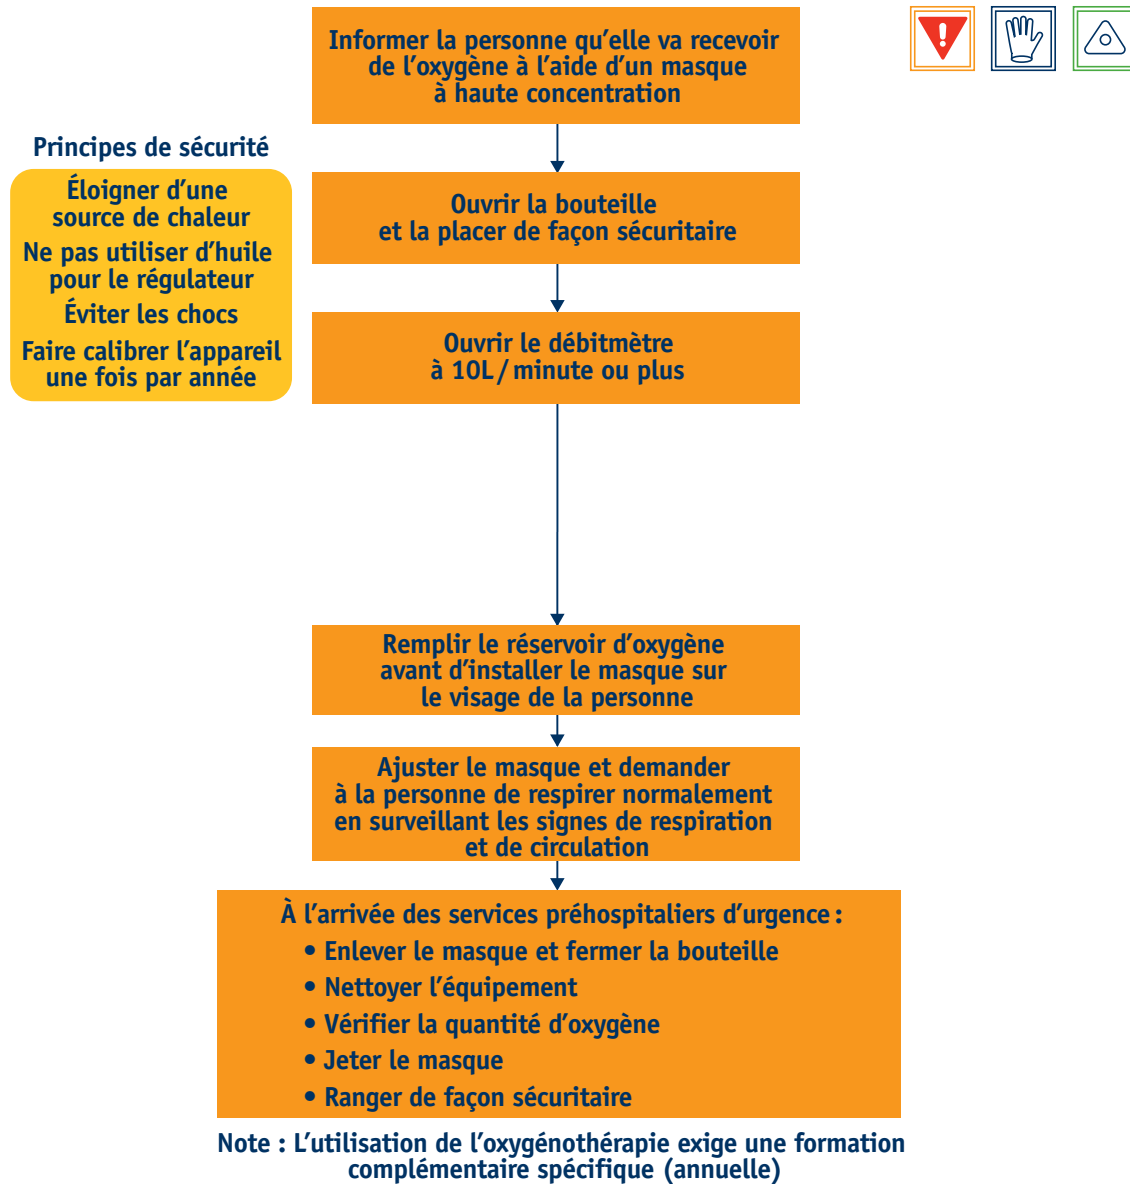 Informer la personne qu’elle va recevoir
de l’oxygène à l’aide d’un masque
à haute concentration
Principes de sécurité
Éloigner d’une
source de chaleur
Ne pas utiliser d’huile
pour le régulateur
Éviter les chocs
Faire calibrer l’appareil
une fois par année
Ouvrir la bouteille
et la placer de façon sécuritaire
Ouvrir le débitmètre
à 10L / minute ou plus
Remplir le réservoir d’oxygène
avant d’installer le masque sur
le visage de la personne
Ajuster le masque et demander
à la personne de respirer normalement
en surveillant les signes de respiration
et de circulation
À l’arrivée des services préhospitaliers d’urgence :
• Enlever le masque et fermer la bouteille
• Nettoyer l’équipement
• Vérifier la quantité d’oxygène
• Jeter le masque
• Ranger de façon sécuritaire
Note : L’utilisation de l’oxygénothérapie exige une formation
complémentaire spécifique (annuelle)